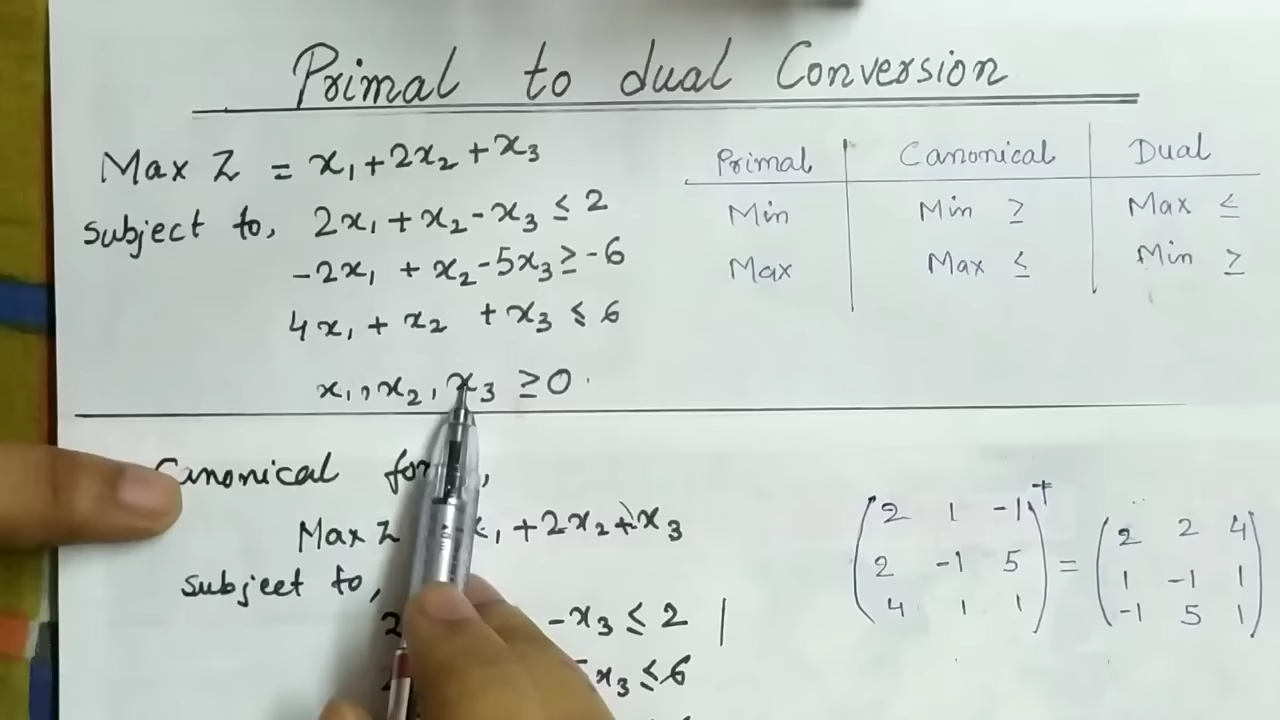 Primal to dual Conversion
Max Z = x₁ + 2x₂ + x₃
subject to, 2x₁ + x₂ - x₃ ≤ 2
-2x₁ + x₂ - 5x₃ ≥ -6
4x₁ + x₂ + x₃ ≤ 6
x₁, x₂, x₃ ≥ 0
Primal Canonical Dual
Min Min ≥ Max ≤
Max Max ≤ Min ≥
Canonical
Max Z x₁ + 2x₂ + x₃
subject to,
2 - x₃ ≤ 2
x₃ ≤ 6
2 1 -1 T 2 2 4
2 -1 5 = 1 -1 1
4 1 1 -1 5 1